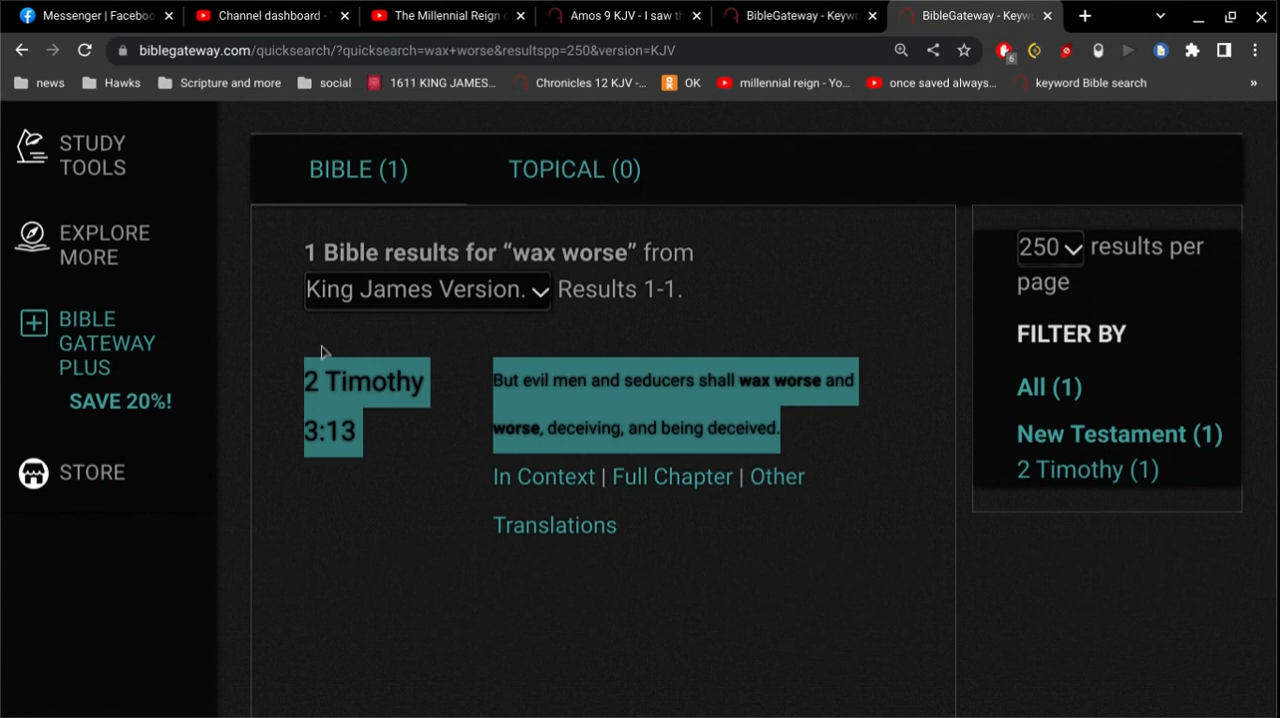 Messenger | Faceboo
Channel dashboard -
The Millennial Reign o
Amos 9 KJV - I saw th
BibleGateway - Keyw
BibleGateway - Keyw
biblegateway.com/quicksearch/?quicksearch=wax+worse&resultspp=250&version=KJV
6
news
Hawks
Scripture and more
social
1611 KING JAMES...
Chronicles 12 KJV -...
OK
millennial reign - Yo...
once saved always...
keyword Bible search
»
STUDY
TOOLS
EXPLORE
MORE
BIBLE
GATEWAY
PLUS
SAVE 20%!
STORE
BIBLE (1)
TOPICAL (0)
1 Bible results for “wax worse” from
King James Version. Results 1-1.
2 Timothy
3:13
But evil men and seducers shall wax worse and
worse, deceiving, and being deceived.
In Context | Full Chapter | Other
Translations
250 results per
page
FILTER BY
All (1)
New Testament (1)
2 Timothy (1)